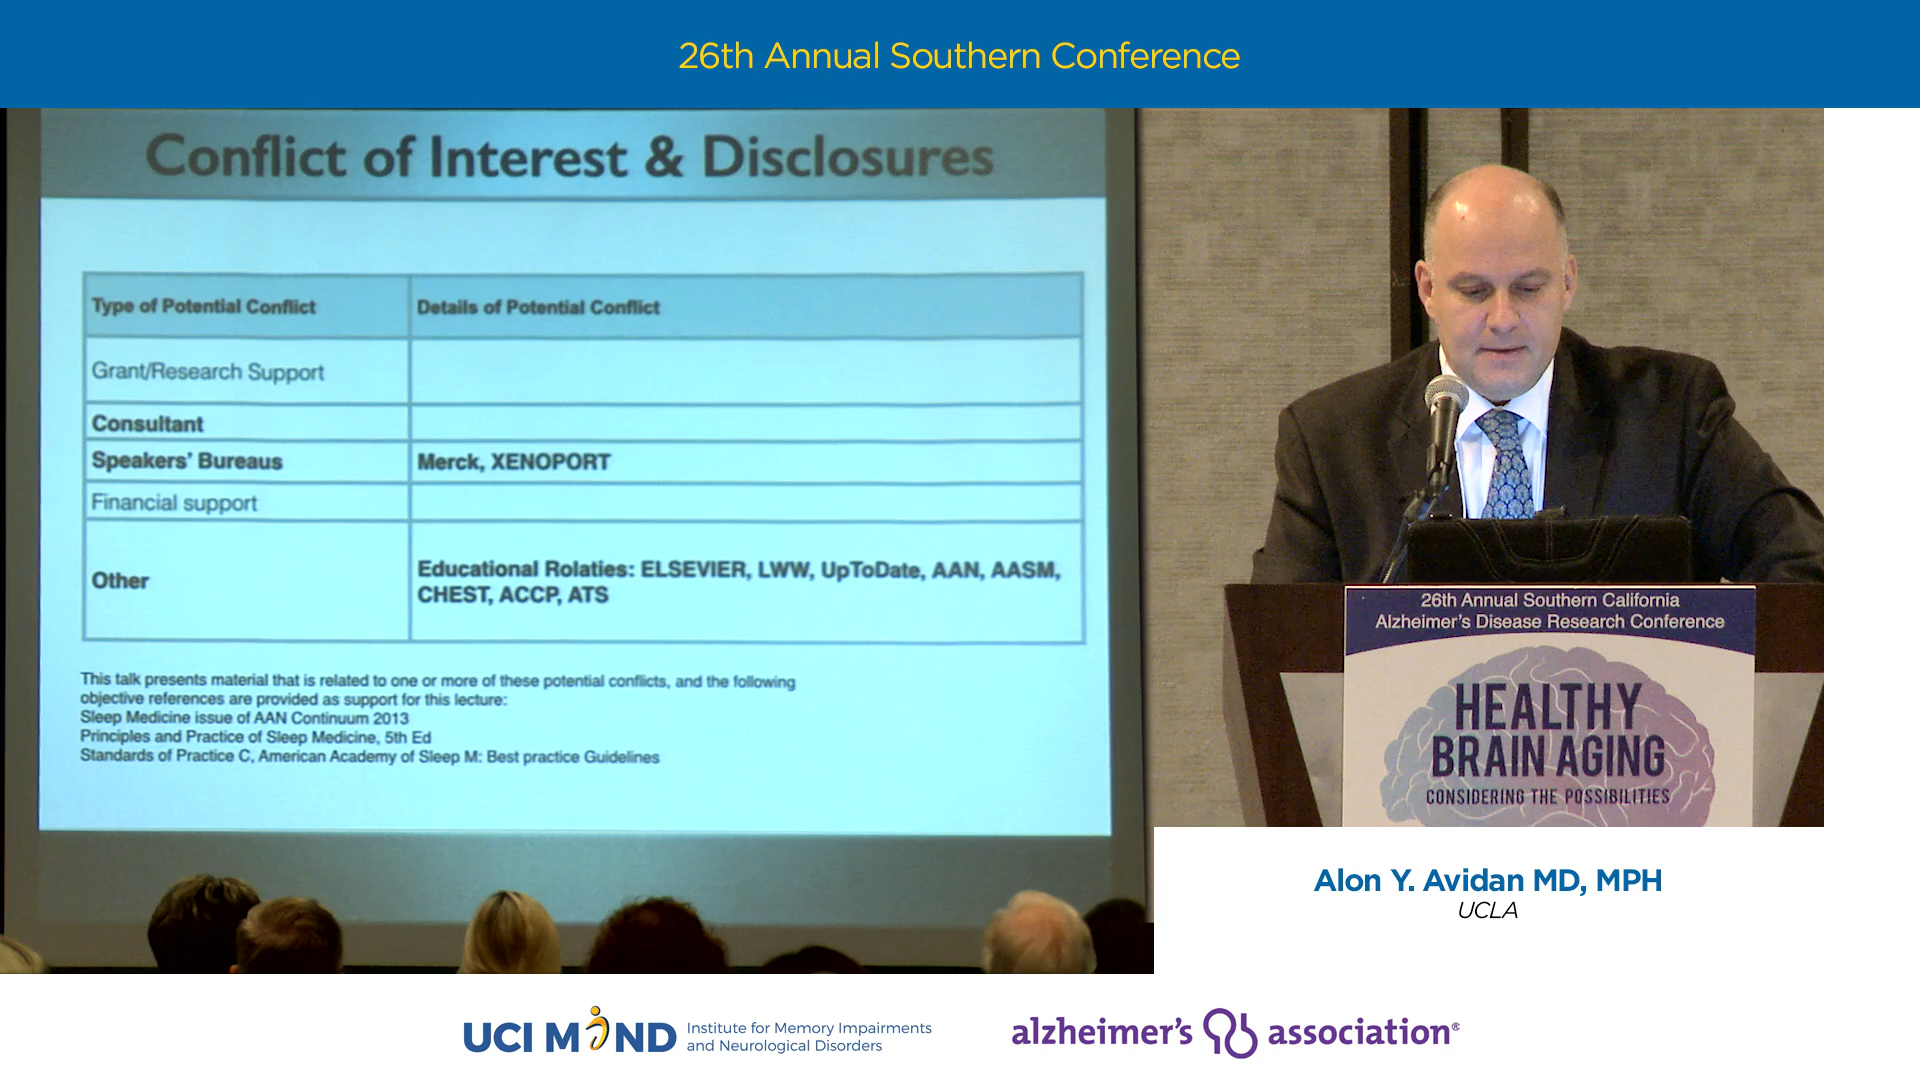 26th Annual Southern Conference
Conflict of Interest & Disclosures
Type of Potential Conflict
Details of Potential Conflict
Grant/Research Support
Consultant
Speakers' Bureaus
Merck, XENOPORT
Financial support
Other
Educational Rolaties: ELSEVIER, LWW, UpToDate, AAN, AASM,
CHEST, ACCP, ATS
This talk presents material that is related to one or more of these potential conflicts, and the following
objective references are provided as support for this lecture:
Sleep Medicine issue of AAN Continuum 2013
Principles and Practice of Sleep Medicine, 5th Ed
Standards of Practice C, American Academy of Sleep M: Best practice Guidelines
26th Annual Southern California
Alzheimer's Disease Research Conference
HEALTHY
BRAIN AGING
CONSIDERING THE POSSIBILITIES
Alon Y. Avidan MD, MPH
UCLA
UCI MIND
Institute for Memory Impairments
and Neurological Disorders
alzheimer's association®